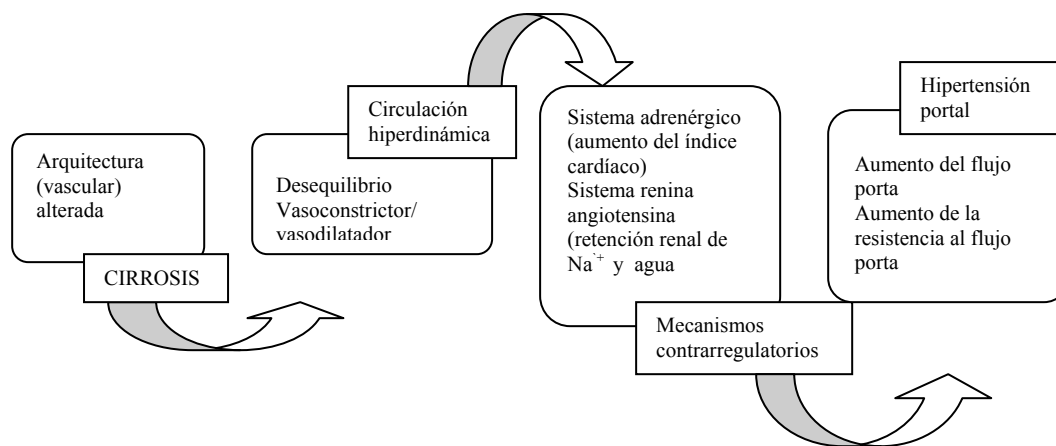 Arquitectura
(vascular)
alterada
CIRROSIS
Circulación
hiperdinámica
Desequilibrio
Vasoconstrictor/
vasodilatador
Sistema adrenérgico
(aumento del índice
cardíaco)
Sistema renina
angiotensina
(retención renal de
Na⁺ y agua
Mecanismos
contrarregulatorios
Hipertensión
portal
Aumento del flujo
porta
Aumento de la
resistencia al flujo
porta